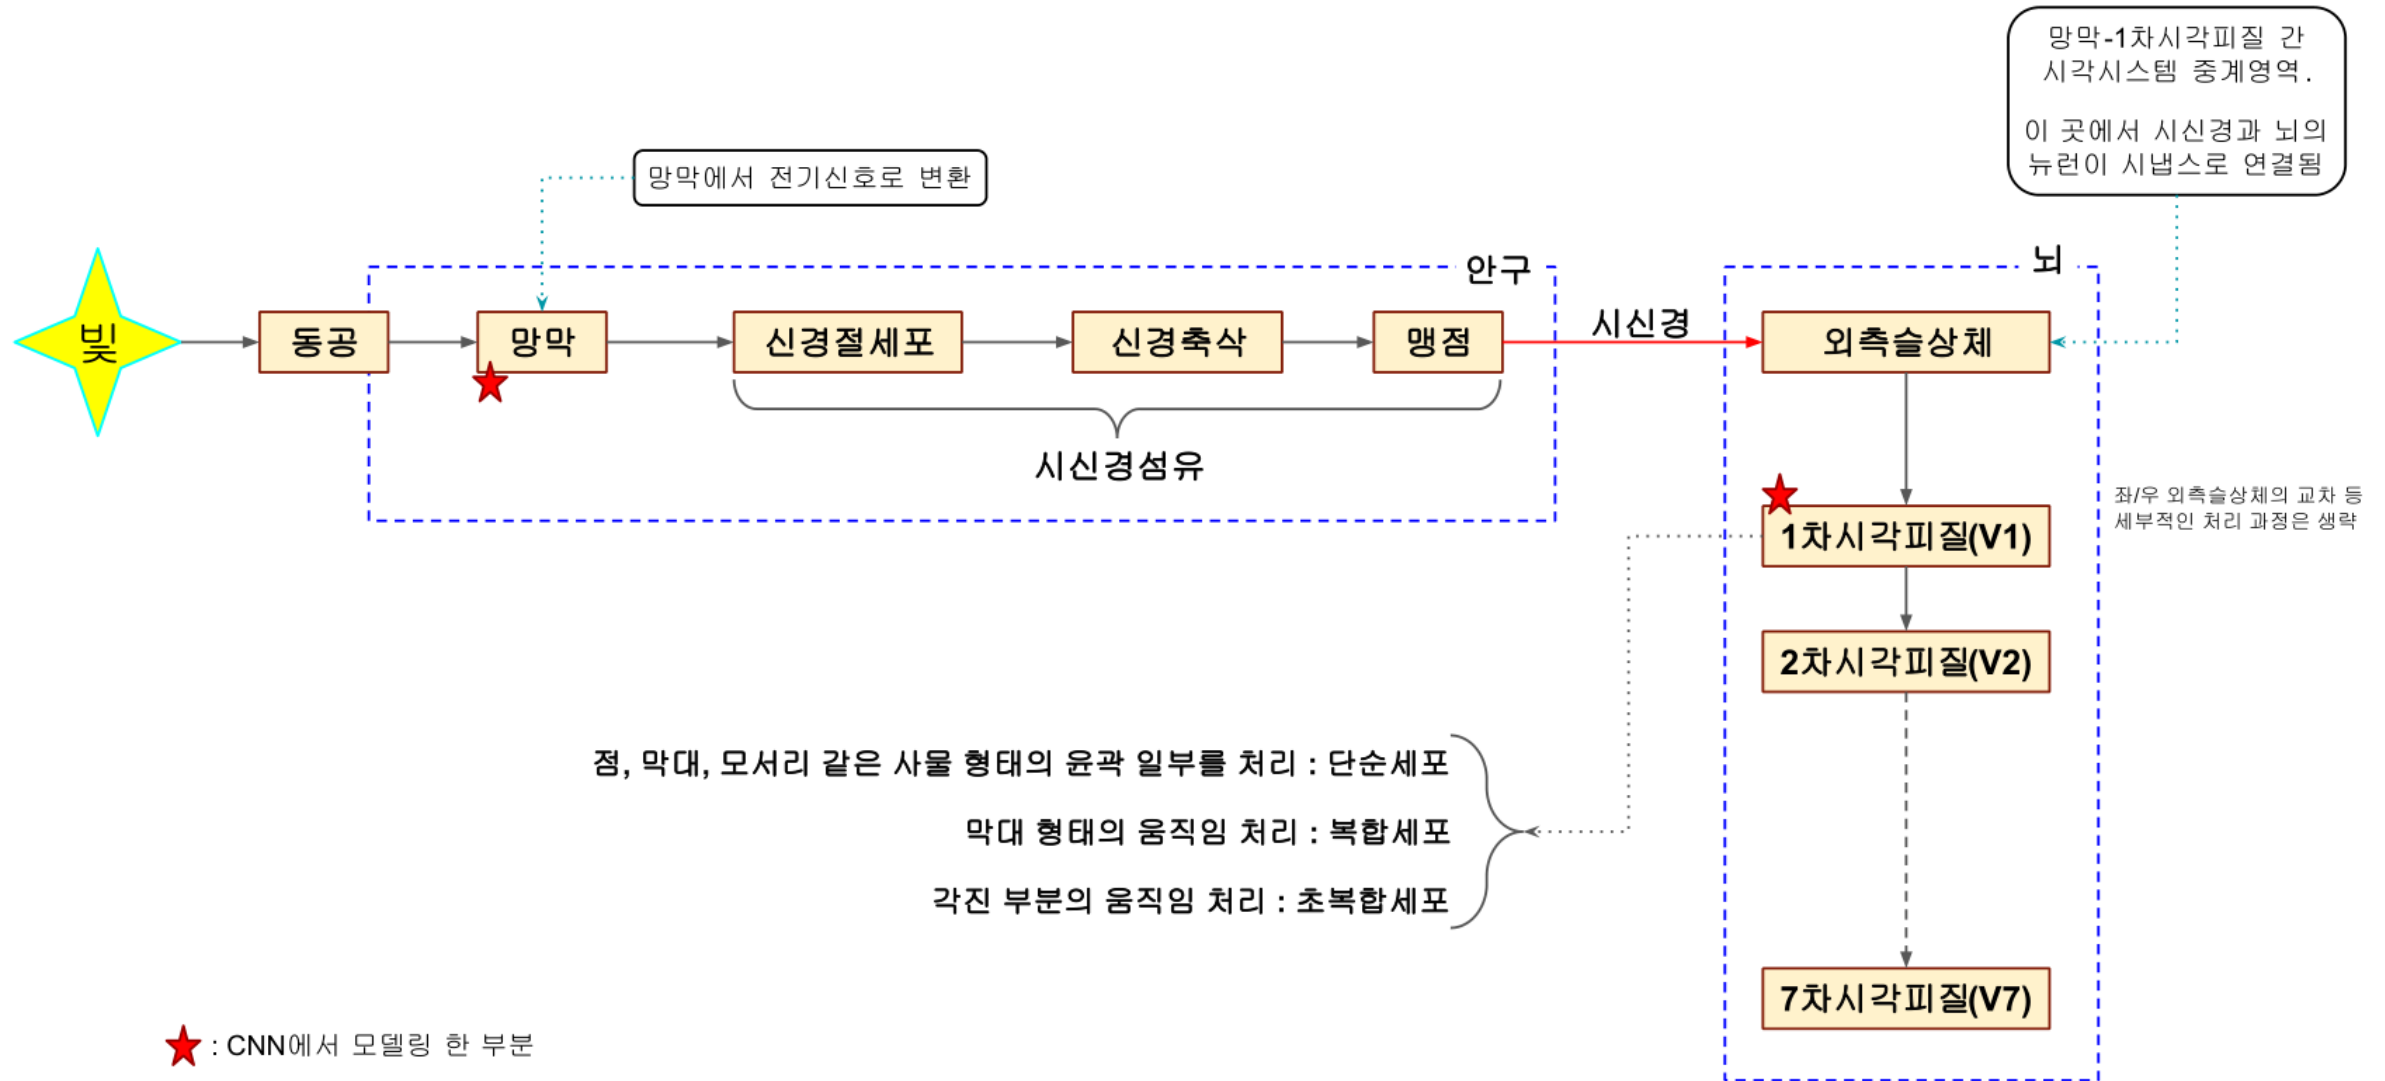 망막-1차시각피질 간
시각시스템 중계영역.
이 곳에서 시신경과 뇌의
뉴런이 시냅스로 연결됨
망막에서 전기신호로 변환
안구
뇌
빛
동공
망막
신경절세포
신경축삭
맹점
시신경
외측슬상체
시신경섬유
좌/우 외측슬상체의 교차 등
세부적인 처리 과정은 생략
1차시각피질(V1)
2차시각피질(V2)
점, 막대, 모서리 같은 사물 형태의 윤곽 일부를 처리 : 단순세포
막대 형태의 움직임 처리 : 복합세포
각진 부분의 움직임 처리 : 초복합세포
7차시각피질(V7)
: CNN에서 모델링 한 부분